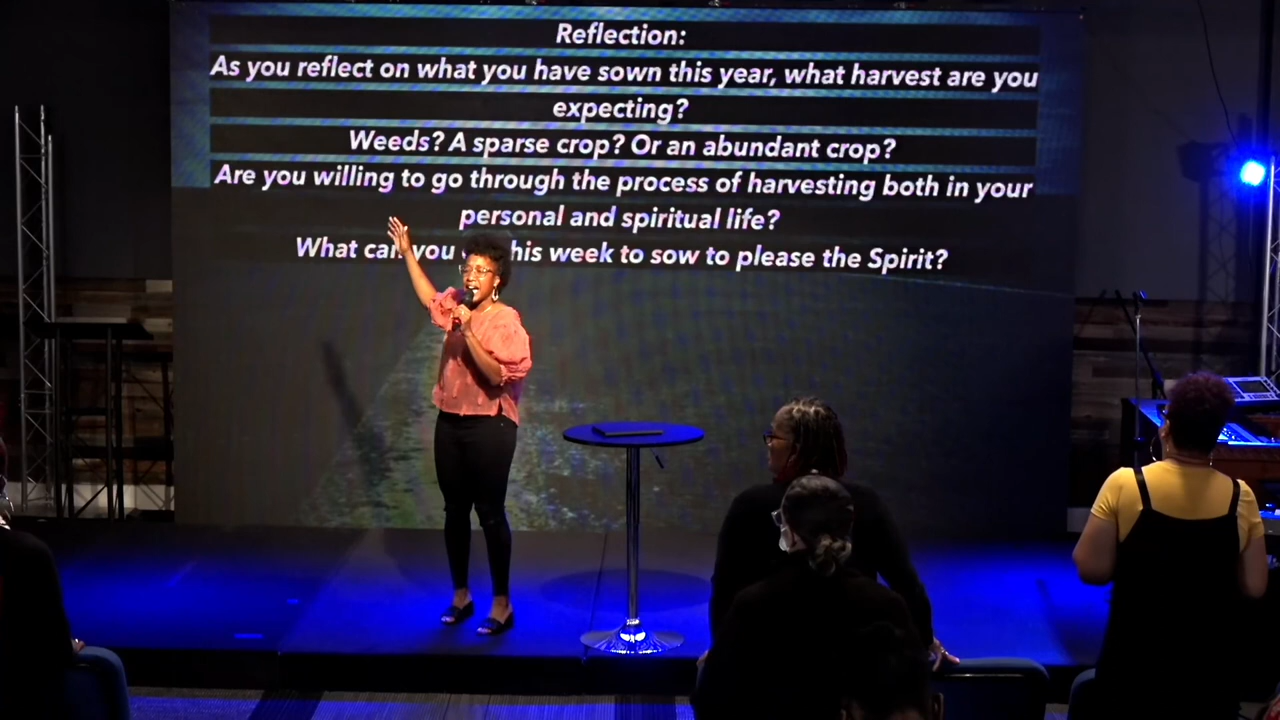 Reflection:
As you reflect on what you have sown this year, what harvest are you
expecting?
Weeds? A sparse crop? Or an abundant crop?
Are you willing to go through the process of harvesting both in your
personal and spiritual life?
What can you his week to sow to please the Spirit?